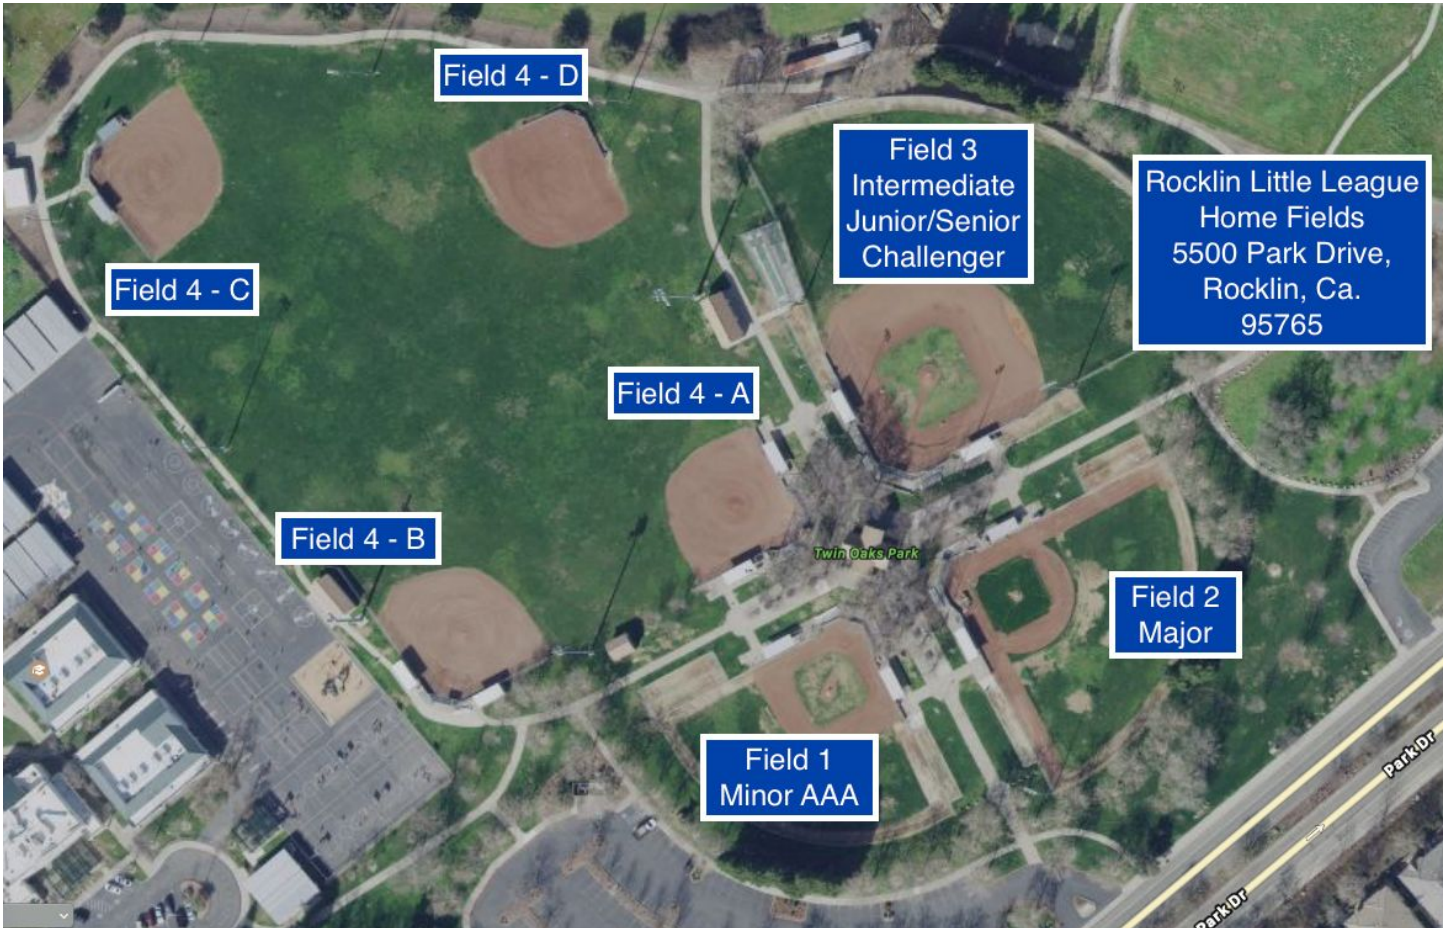 Field 4 - D
Field 3
Intermediate
Junior/Senior
Challenger
Rocklin Little League
Home Fields
5500 Park Drive,
Rocklin, Ca.
95765
Field 4 - C
Field 4 - A
Field 4 - B
Twin Oaks Park
Field 2
Major
Field 1
Minor AAA
Park Dr
Park Dr